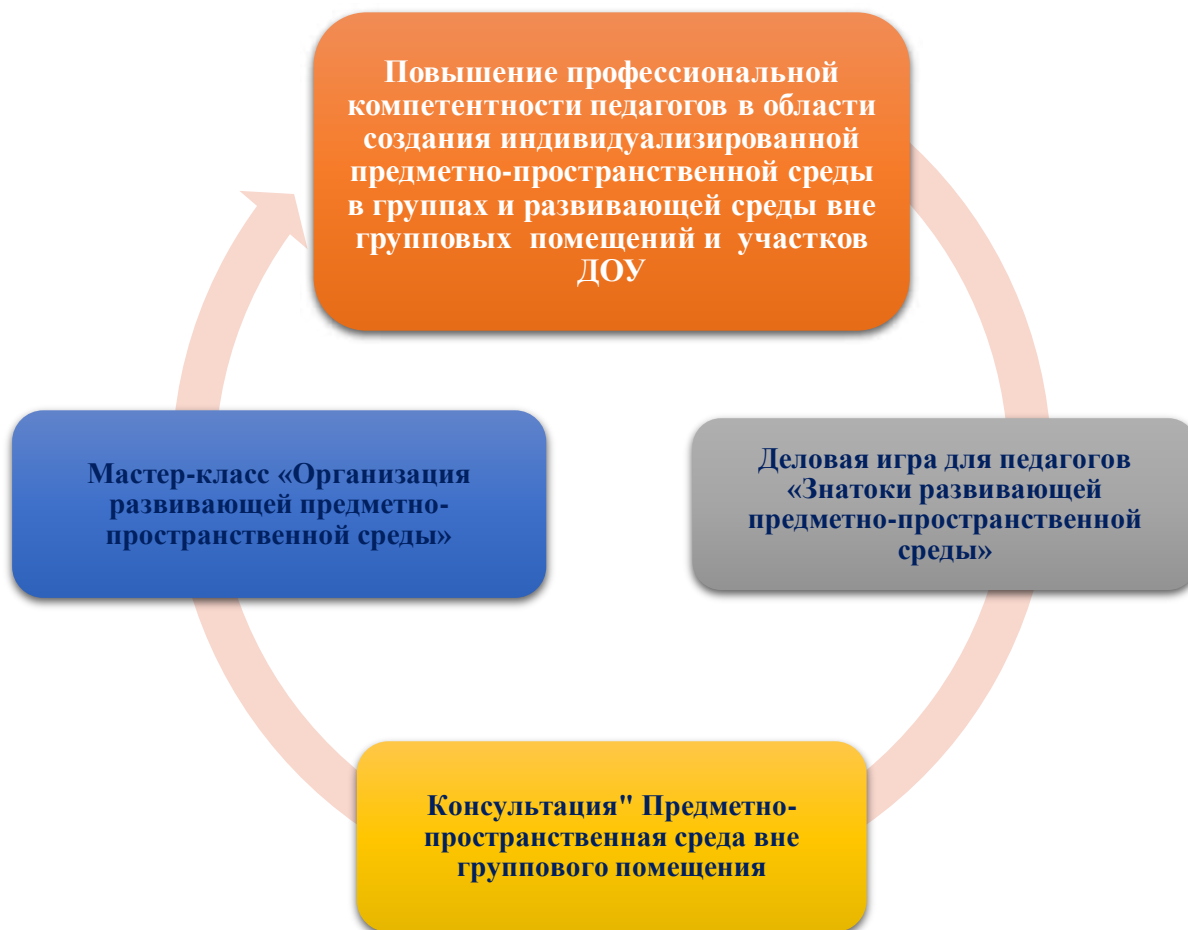 Повышение профессиональной
компетентности педагогов в области
создания индивидуализированной
предметно-пространственной среды
в группах и развивающей среды вне
групповых  помещений и  участков
ДОУ
Мастер-класс «Организация
развивающей предметно-
пространственной среды»
Деловая игра для педагогов
«Знатоки развивающей
предметно-пространственной
среды»
Консультация" Предметно-
пространственная среда вне
группового помещения